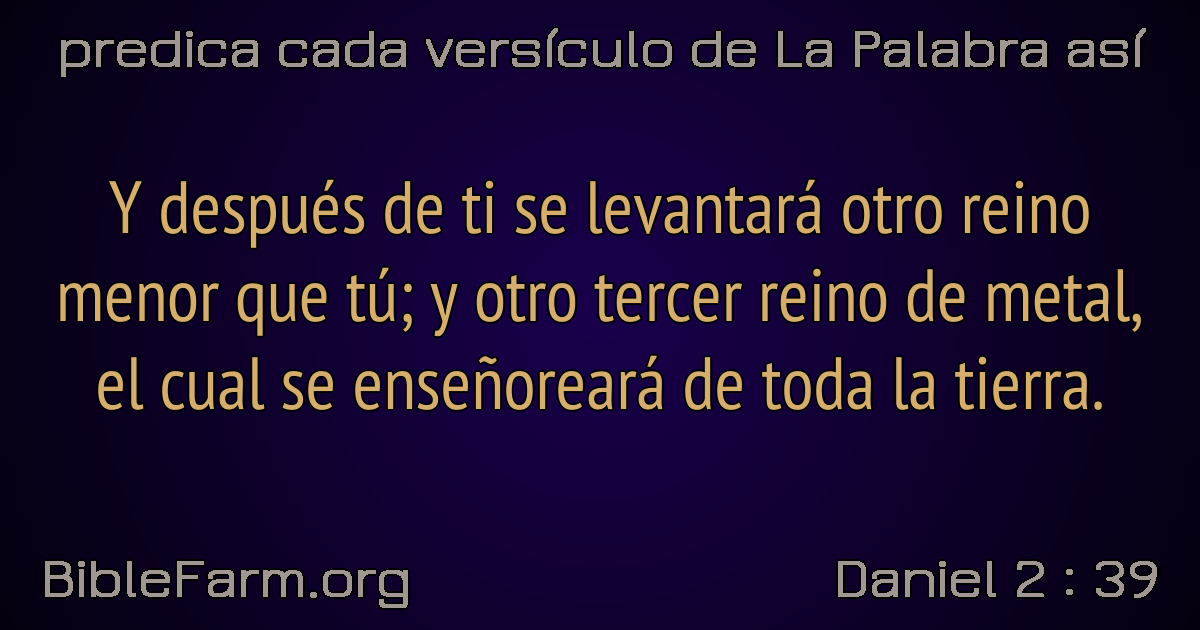 predica cada versículo de La Palabra así
Y después de ti se levantará otro reino
menor que tú; y otro tercer reino de metal,
el cual se enseñoreará de toda la tierra.
BibleFarm.org
Daniel 2 : 39